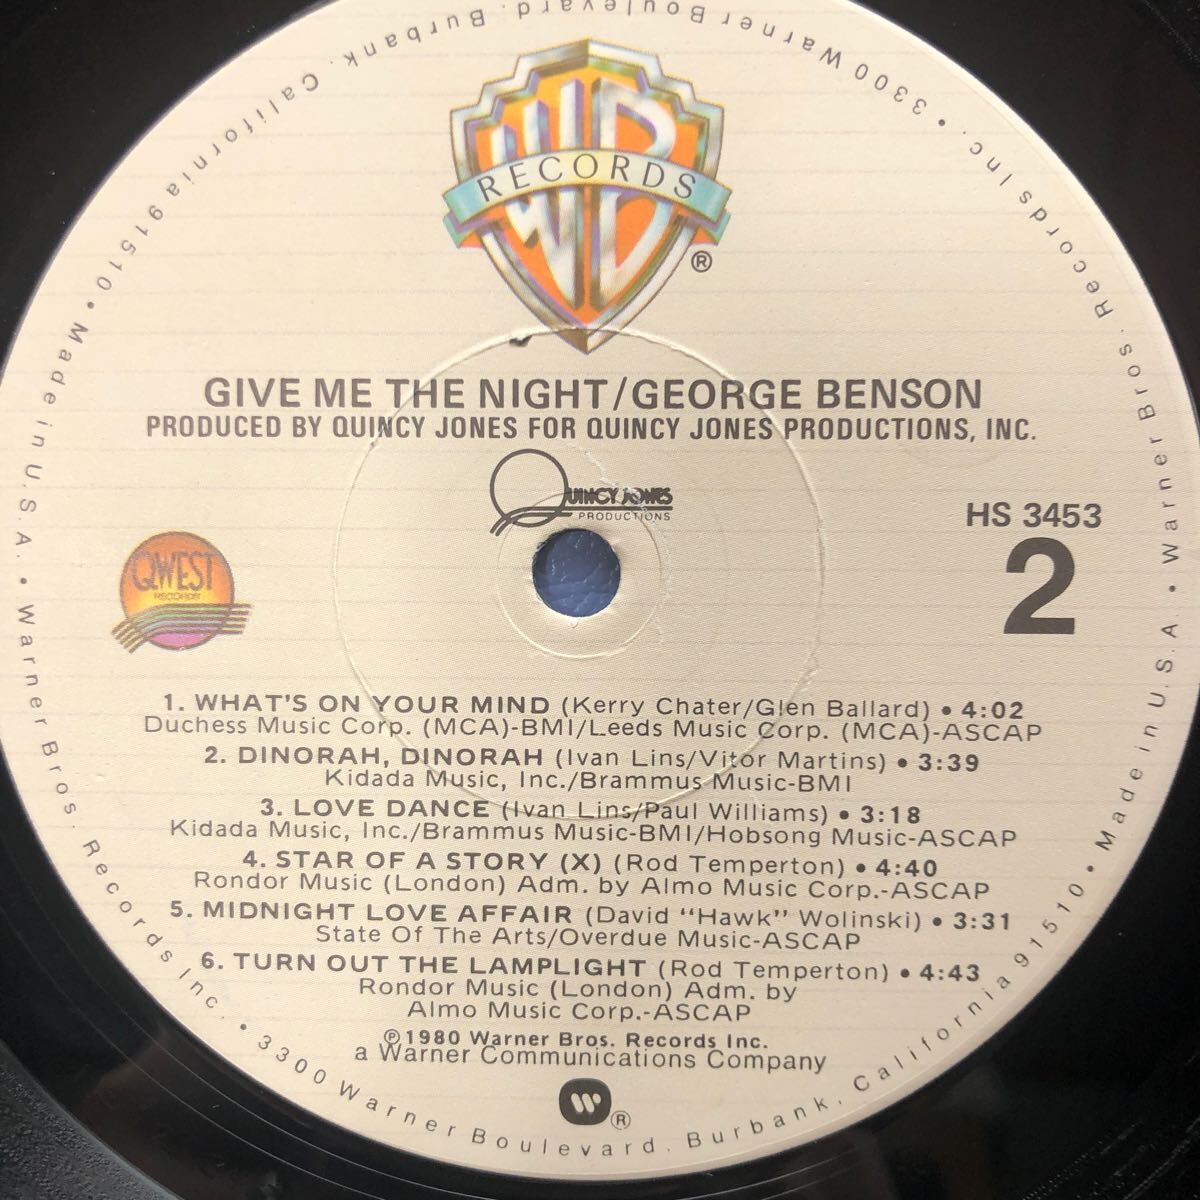 WB
RECORDS
®
GIVE ME THE NIGHT/GEORGE BENSON
PRODUCED BY QUINCY JONES FOR QUINCY JONES PRODUCTIONS, INC.
QUINCY JONES
PRODUCTIONS
HS 3453
2
QWEST
RECORDS
1. WHAT'S ON YOUR MIND (Kerry Chater/Glen Ballard) • 4:02
Duchess Music Corp. (MCA)-BMI/Leeds Music Corp. (MCA)-ASCAP
2. DINORAH, DINORAH (Ivan Lins/Vitor Martins) • 3:39
Kidada Music, Inc./Brammus Music-BMI
3. LOVE DANCE (Ivan Lins/Paul Williams) • 3:18
Kidada Music, Inc./Brammus Music-BMI/Hobsong Music-ASCAP
4. STAR OF A STORY (X) (Rod Temperton) • 4:40
Rondor Music (London) Adm. by Almo Music Corp.-ASCAP
5. MIDNIGHT LOVE AFFAIR (David "Hawk" Wolinski) • 3:31
State Of The Arts/Overdue Music-ASCAP
6. TURN OUT THE LAMPLIGHT (Rod Temperton) • 4:43
Rondor Music (London) Adm. by
Almo Music Corp.-ASCAP
℗1980 Warner Bros. Records Inc.
a Warner Communications Company
®
Warner Bros. Records Inc. • 3300 Warner Boulevard. Burbank, California 91510 • Made in U.S.A. •
Warner Bros. Records Inc. • 3300 Warner Boulevard. Burbank, California 91510 • Made in U.S.A. •